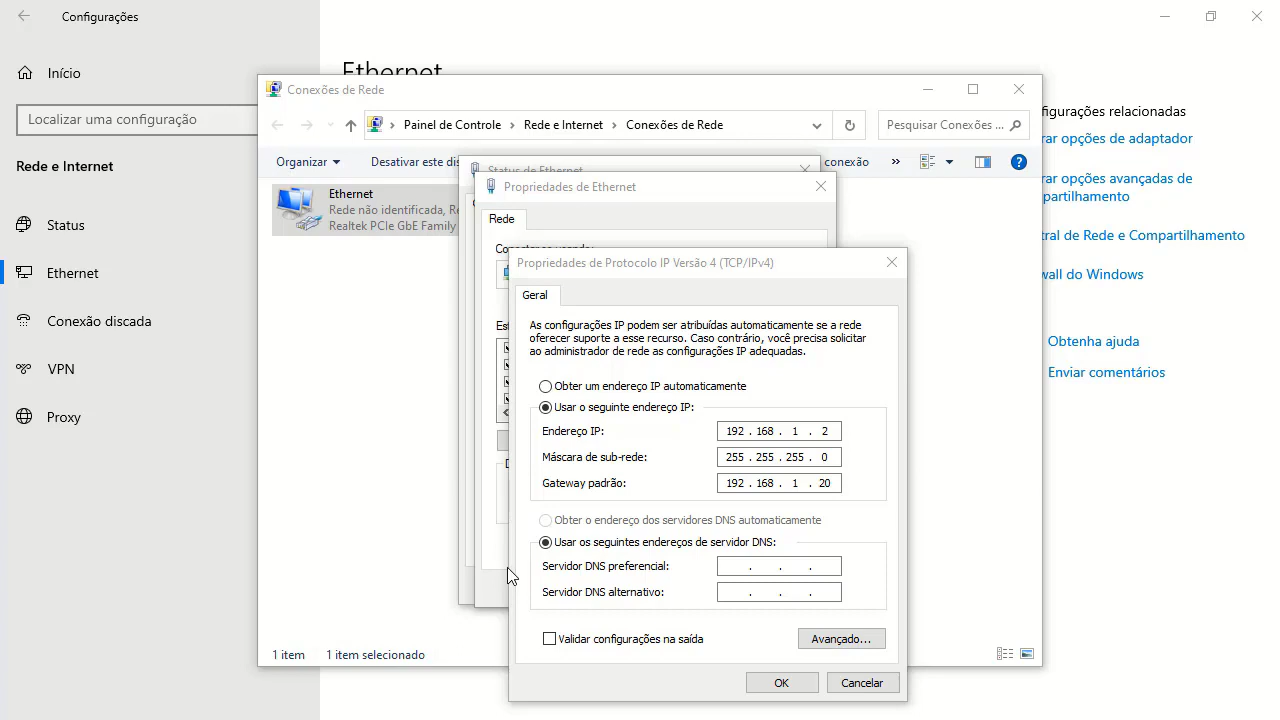 Configurações
Início
Localizar uma configuração
Rede e Internet
Status
Ethernet
Conexão discada
VPN
Proxy
Ethernet
Conexões de Rede
Painel de Controle
Rede e Internet
Conexões de Rede
Pesquisar Conexões ...
Organizar
Desativar este dis
conexão
»
Ethernet
Rede não identificada, Re
Realtek PCIe GbE Family
1 item
1 item selecionado
Status de Ethernet
Propriedades de Ethernet
Rede
Conectar-se usando:
Est
Propriedades de Protocolo IP Versão 4 (TCP/IPv4)
Geral
As configurações IP podem ser atribuídas automaticamente se a rede
oferecer suporte a esse recurso. Caso contrário, você precisa solicitar
ao administrador de rede as configurações IP adequadas.
Obter um endereço IP automaticamente
Usar o seguinte endereço IP:
Endereço IP: 192 . 168 . 1 . 2
Máscara de sub-rede: 255 . 255 . 255 . 0
Gateway padrão: 192 . 168 . 1 . 20
Obter o endereço dos servidores DNS automaticamente
Usar os seguintes endereços de servidor DNS:
Servidor DNS preferencial: . . .
Servidor DNS alternativo: . . .
Validar configurações na saída
Avançado...
OK
Cancelar
figurações relacionadas
rar opções de adaptador
rar opções avançadas de
partilhamento
tral de Rede e Compartilhamento
wall do Windows
Obtenha ajuda
Enviar comentários